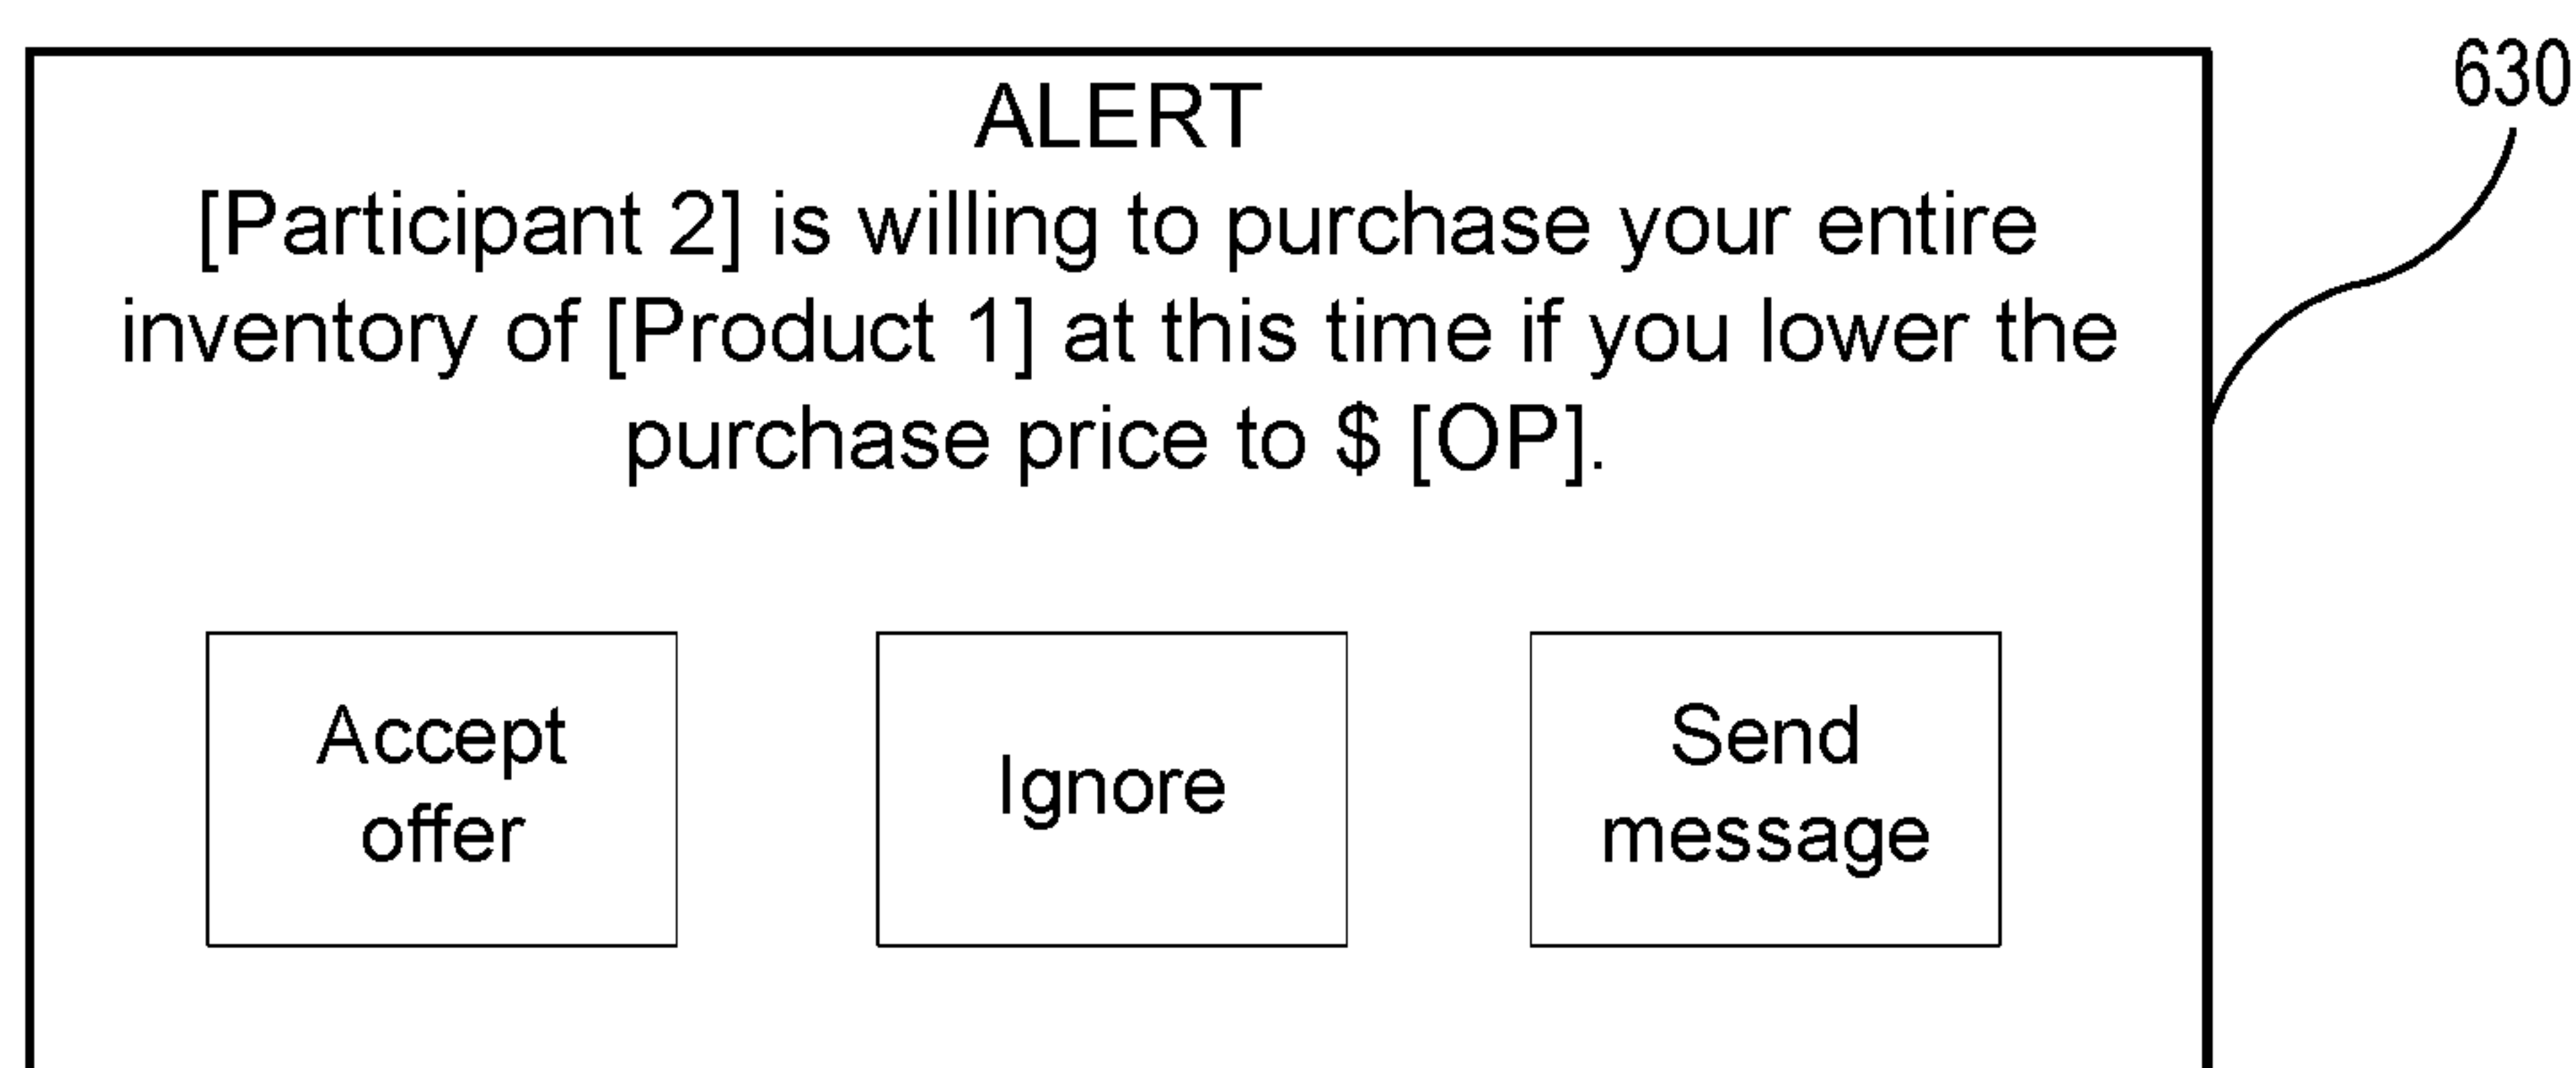 630
ALERT
[Participant 2] is willing to purchase your entire
inventory of [Product 1] at this time if you lower the
purchase price to $ [OP].
Accept
offer
Ignore
Send
message